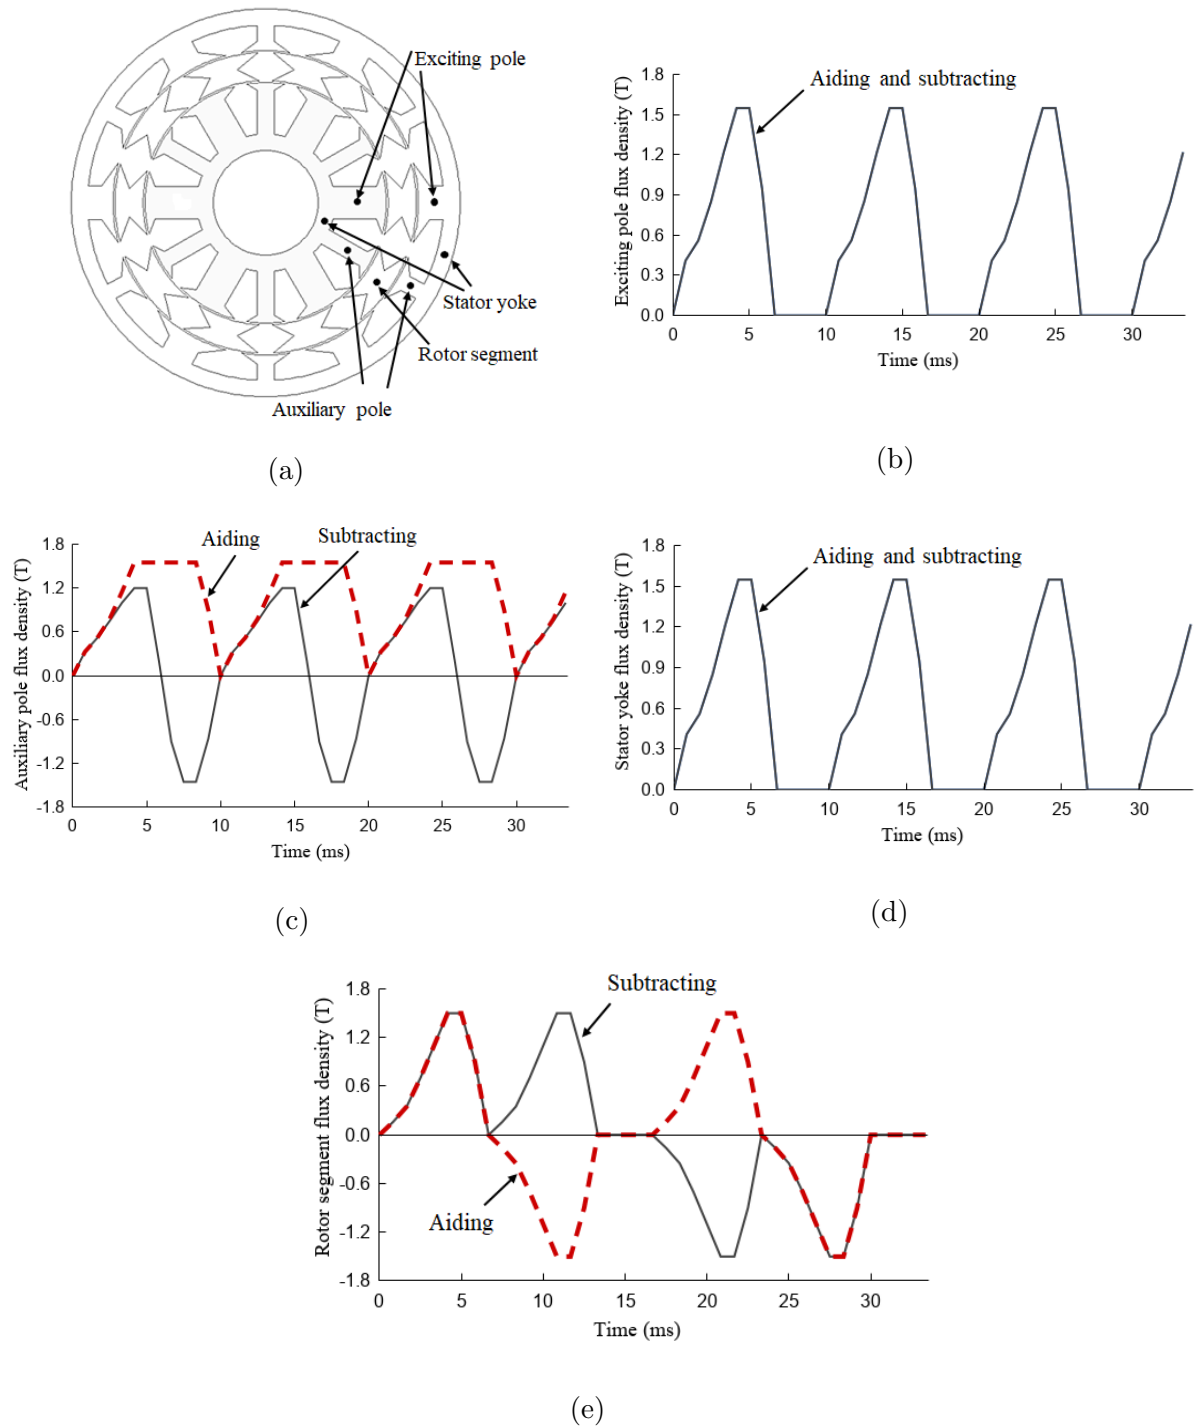 Exciting pole
Stator yoke
Rotor segment
Auxiliary pole
(a)
Exciting pole flux density (T)
1.8
1.5
1.2
0.9
0.6
0.3
0.0
Aiding and subtracting
0 5 10 15 20 25 30
Time (ms)
(b)
Auxiliary pole flux density (T)
1.8
1.2
0.6
0.0
-0.6
-1.2
-1.8
Aiding
Subtracting
0 5 10 15 20 25 30
Time (ms)
(c)
Stator yoke flux density (T)
1.8
1.5
1.2
0.9
0.6
0.3
0.0
Aiding and subtracting
0 5 10 15 20 25 30
Time (ms)
(d)
Rotor segment flux density (T)
1.8
1.2
0.6
0.0
-0.6
-1.2
-1.8
Subtracting
Aiding
0 5 10 15 20 25 30
Time (ms)
(e)